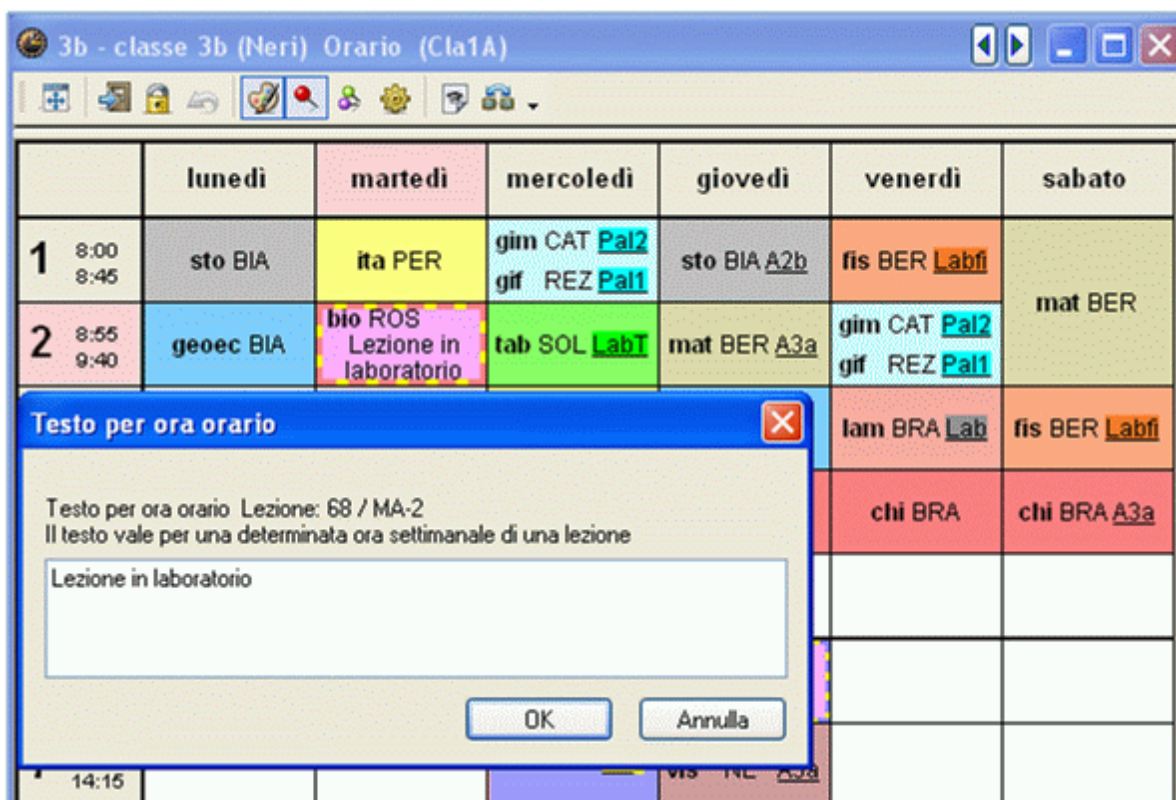 3b - classe 3b (Neri) Orario (Cla1A)
lunedì martedì mercoledì giovedì venerdì sabato
1 8:00 8:45
sto BIA
ita PER
gim CAT Pal2
gif REZ Pal1
sto BIA A2b
fis BER Labfi
mat BER
2 8:55 9:40
geoec BIA
bio ROS
Lezione in
laboratorio
tab SOL LabT
mat BER A3a
gim CAT Pal2
gif REZ Pal1
lam BRA Lab
fis BER Labfi
chi BRA
chi BRA A3a
Testo per ora orario
Testo per ora orario Lezione: 68 / MA-2
Il testo vale per una determinata ora settimanale di una lezione
Lezione in laboratorio
OK Annulla
14:15